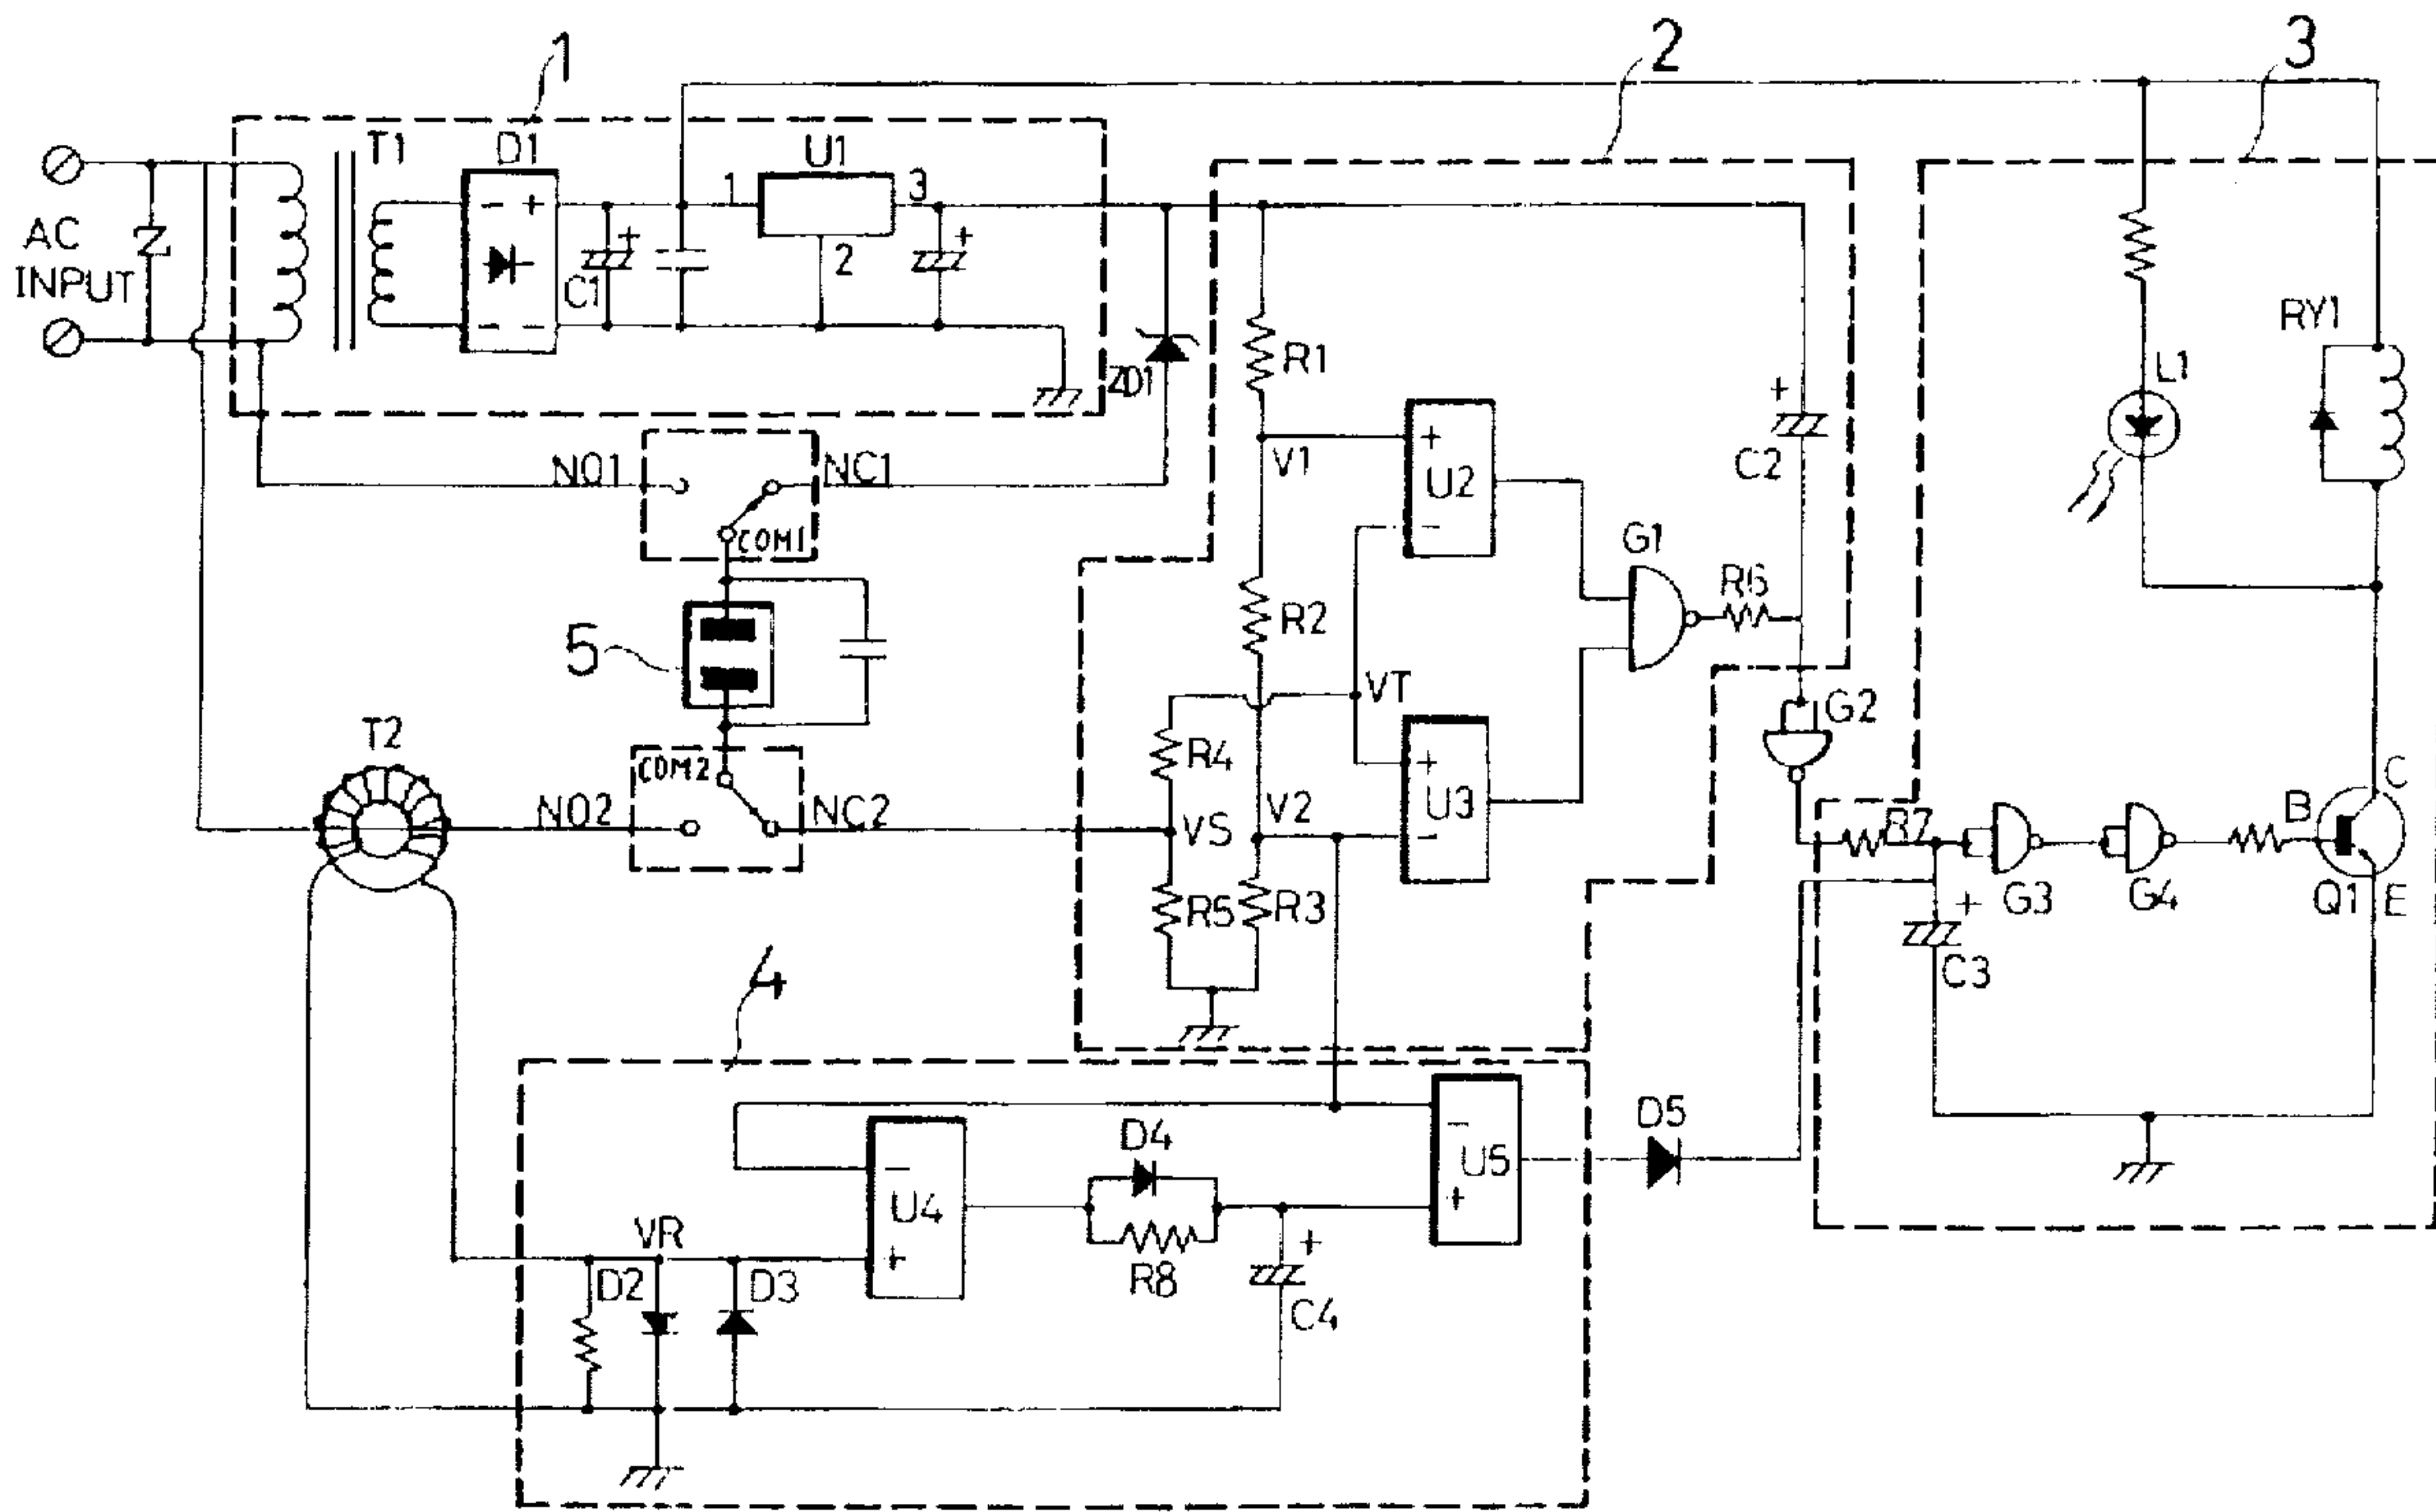 1
2
3
T1
D1
U1
1
3
2
- +
- -
C1
+
+
AC
INPUT
ZD1
R1
V1
+
U2
-
+
C2
RY1
L1
NO1
NC1
COM1
5
R2
G1
R6
VT
G2
T2
COM2
NO2
NC2
R4
VS
V2
+
U3
-
R5
R3
R7
G3
G4
B
C
Q1
E
+
C3
4
-
U4
+
D4
R8
-
U5
+
D5
VR
D2
D3
+
C4